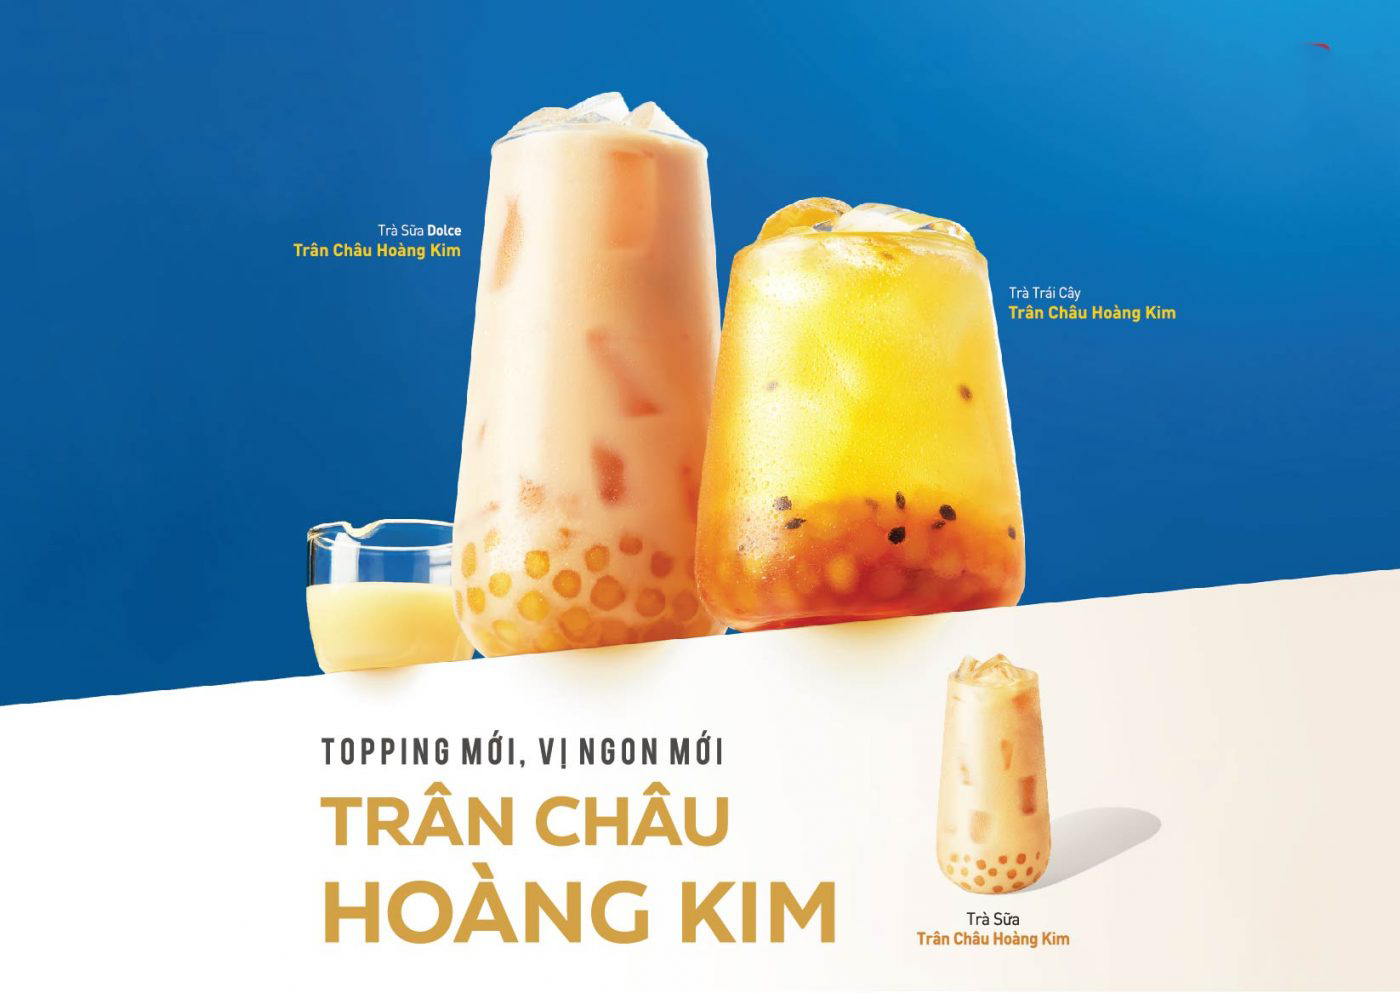 Trà Sữa Dolce
Trân Châu Hoàng Kim
Trà Trái Cây
Trân Châu Hoàng Kim
TOPPING MỚI, VỊ NGON MỚI
TRÂN CHÂU
HOÀNG KIM
Trà Sữa
Trân Châu Hoàng Kim